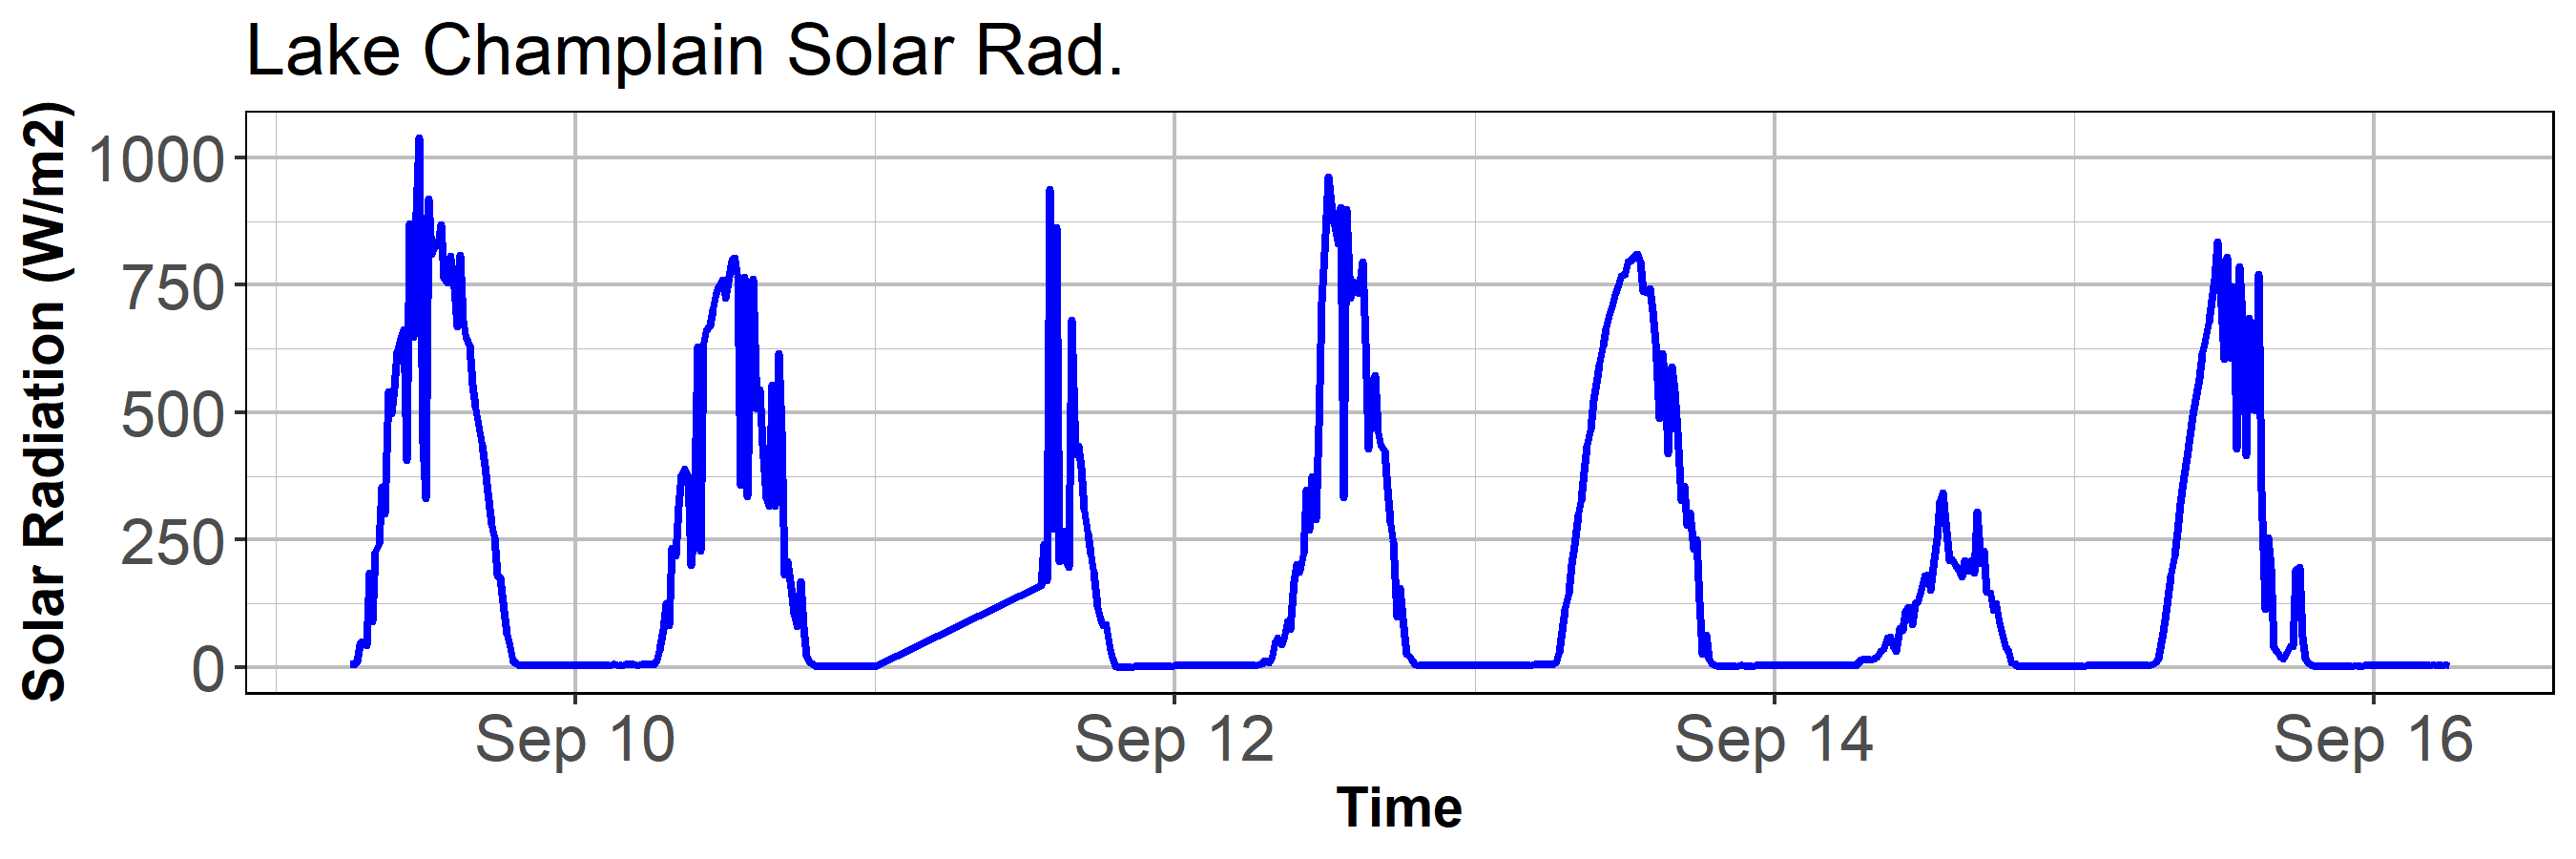 Lake Champlain Solar Rad.
Solar Radiation (W/m2)
1000
750
500
250
0
Sep 10
Sep 12
Sep 14
Sep 16
Time